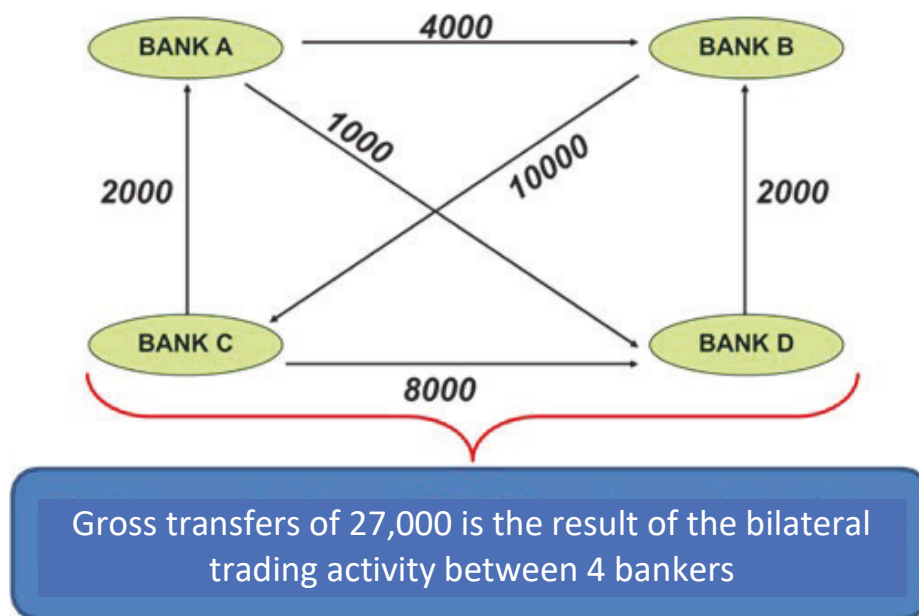 BANK A
4000
BANK B
1000
10000
2000
2000
BANK C
BANK D
8000
Gross transfers of 27,000 is the result of the bilateral
trading activity between 4 bankers